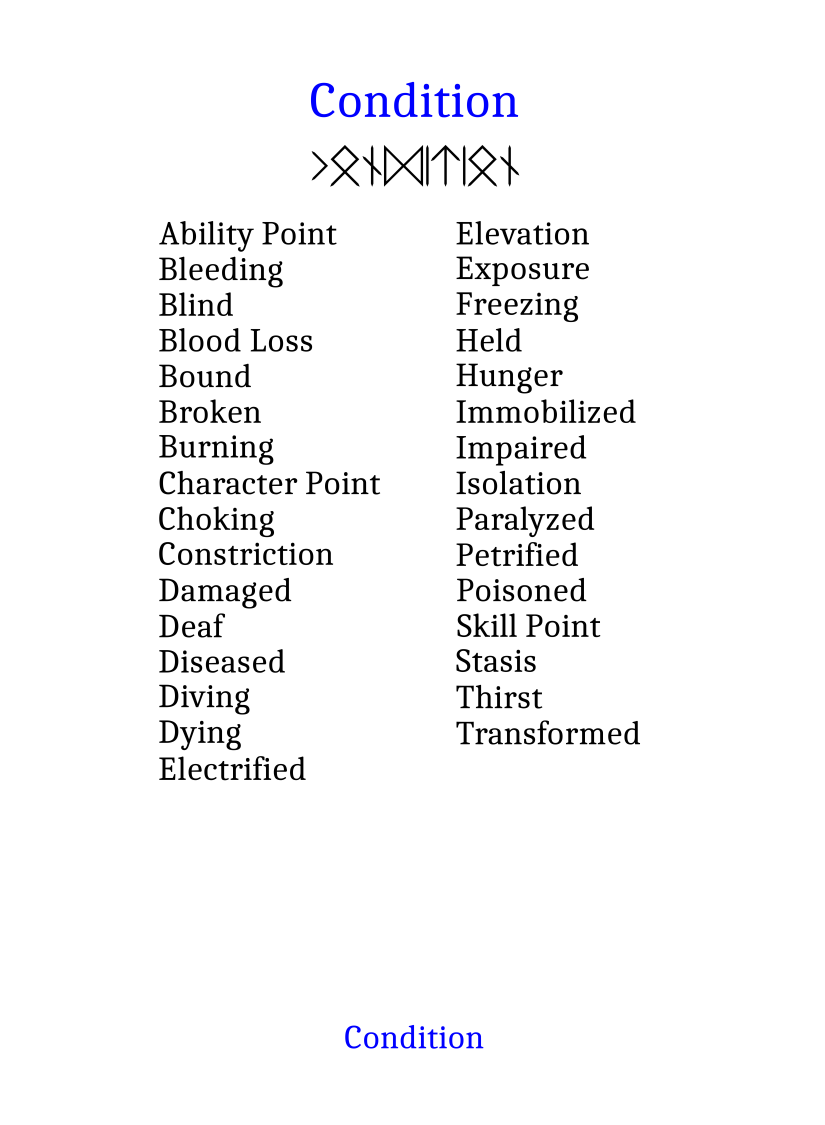 Condition
ᚲᛟᚾᛞᛁᛏᛁᛟᚾ
Ability Point
Bleeding
Blind
Blood Loss
Bound
Broken
Burning
Character Point
Choking
Constriction
Damaged
Deaf
Diseased
Diving
Dying
Electrified
Elevation
Exposure
Freezing
Held
Hunger
Immobilized
Impaired
Isolation
Paralyzed
Petrified
Poisoned
Skill Point
Stasis
Thirst
Transformed
Condition